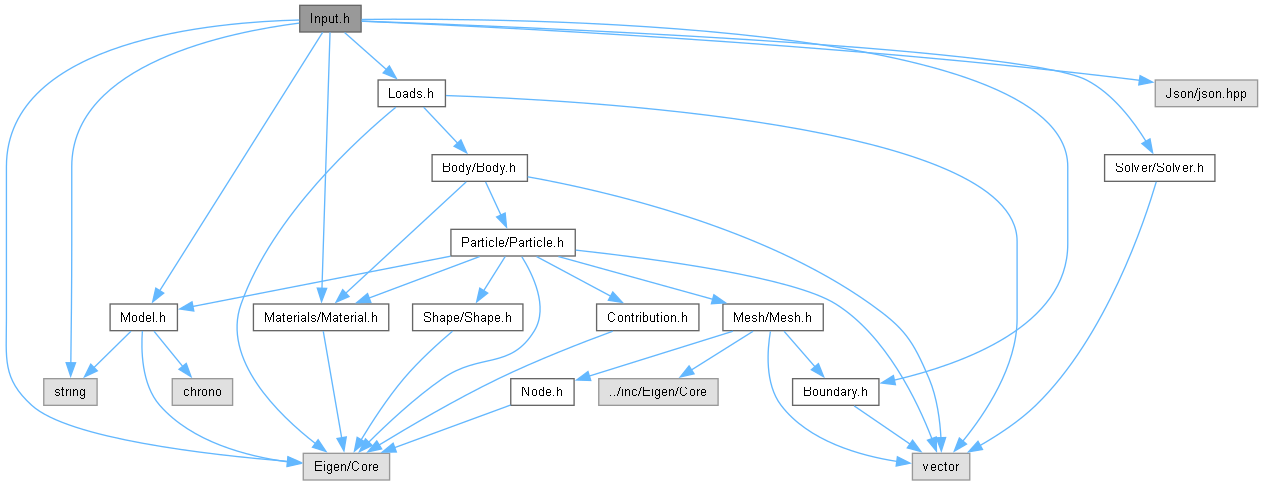 Input.h
Loads.h
Json/json.hpp
Body/Body.h
Solver/Solver.h
Particle/Particle.h
Model.h
Materials/Material.h
Shape/Shape.h
Contribution.h
Mesh/Mesh.h
string
chrono
Node.h
../inc/Eigen/Core
Boundary.h
Eigen/Core
vector